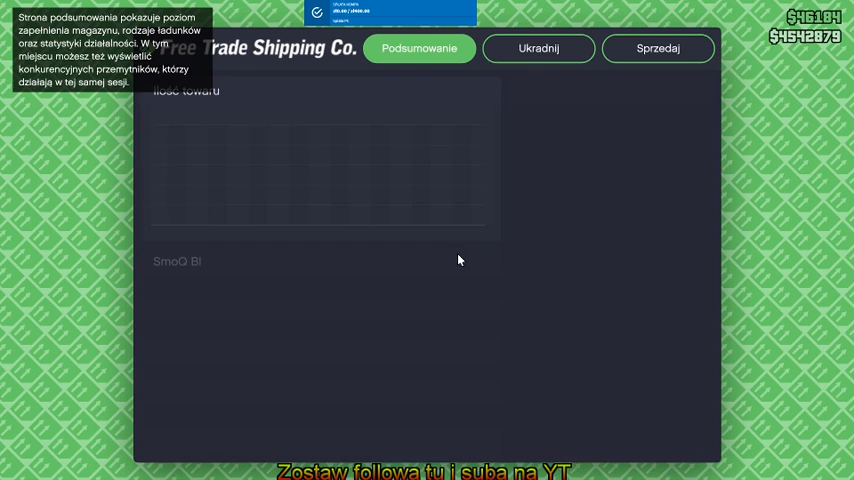 Strona podsumowania pokazuje poziom
zapełnienia magazynu, rodzaje ładunków
oraz statystyki działelności. W tym
miejscu możesz też wyświetlić
konkurencyjnych przemytników, którzy
działają w tej samej sesji.
$46184
$4542879
Free Trade Shipping Co.
Podsumowanie
Ukradnij
Sprzedaj
Ilość towaru
SmoQ BI
Zostaw followa tu i suba na YT